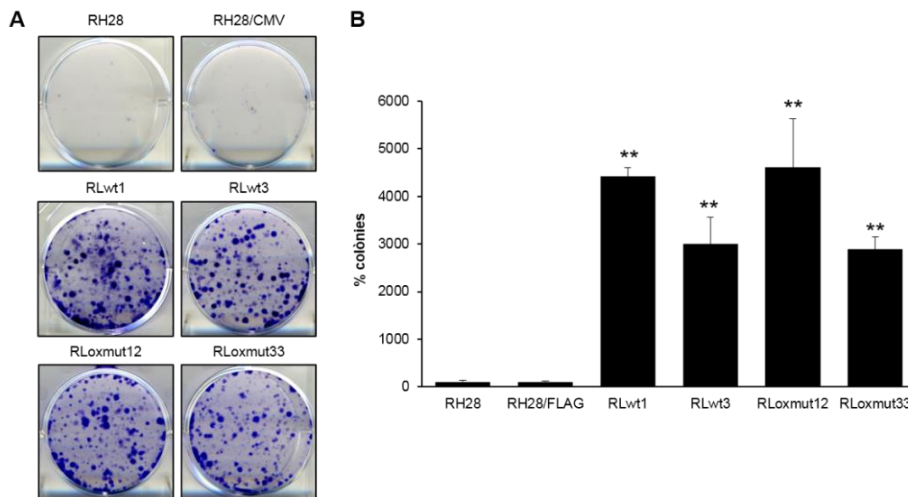 A
RH28
RH28/CMV
RLwt1
RLwt3
RLoxmut12
RLoxmut33
B
% colònies
6000
5000
4000
3000
2000
1000
0
**
**
**
**
RH28
RH28/FLAG
RLwt1
RLwt3
RLoxmut12
RLoxmut33